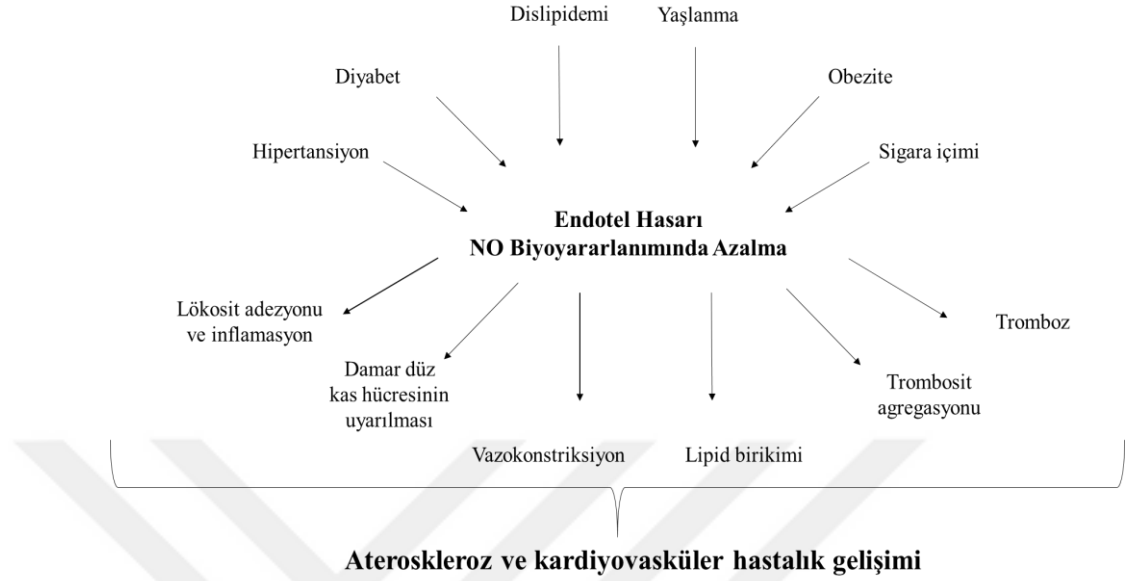 Dislipidemi
Yaşlanma
Diyabet
Obezite
Hipertansiyon
Sigara içimi
Endotel Hasarı
NO Biyoyararlanımında Azalma
Lökosit adezyonu
ve inflamasyon
Tromboz
Damar düz
kas hücresinin
uyarılması
Trombosit
agregasyonu
Vazokonstriksiyon
Lipid birikimi
Ateroskleroz ve kardiyovasküler hastalık gelişimi